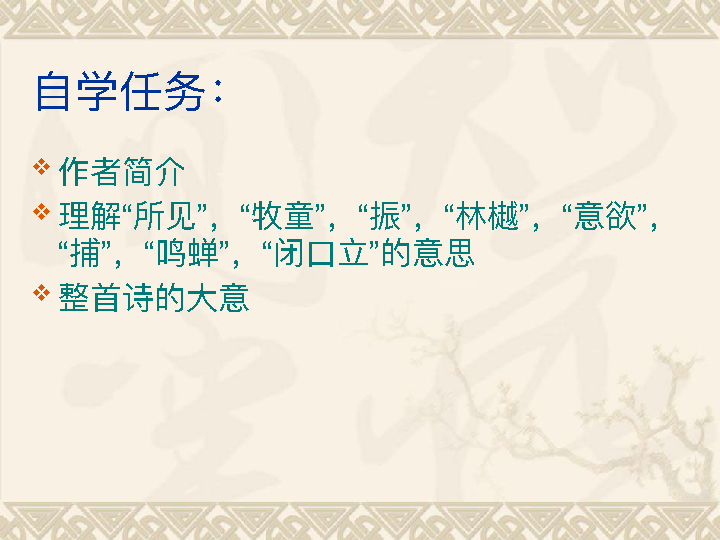 自学任务：
作者简介
理解“所见”，“牧童”，“振”，“林樾”，“意欲”，
“捕”，“鸣蝉”，“闭口立”的意思
整首诗的大意